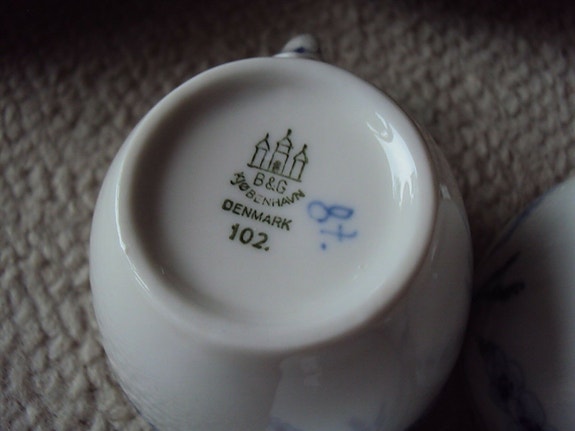 B&G
KJØBENHAVN
DENMARK
102.
87.